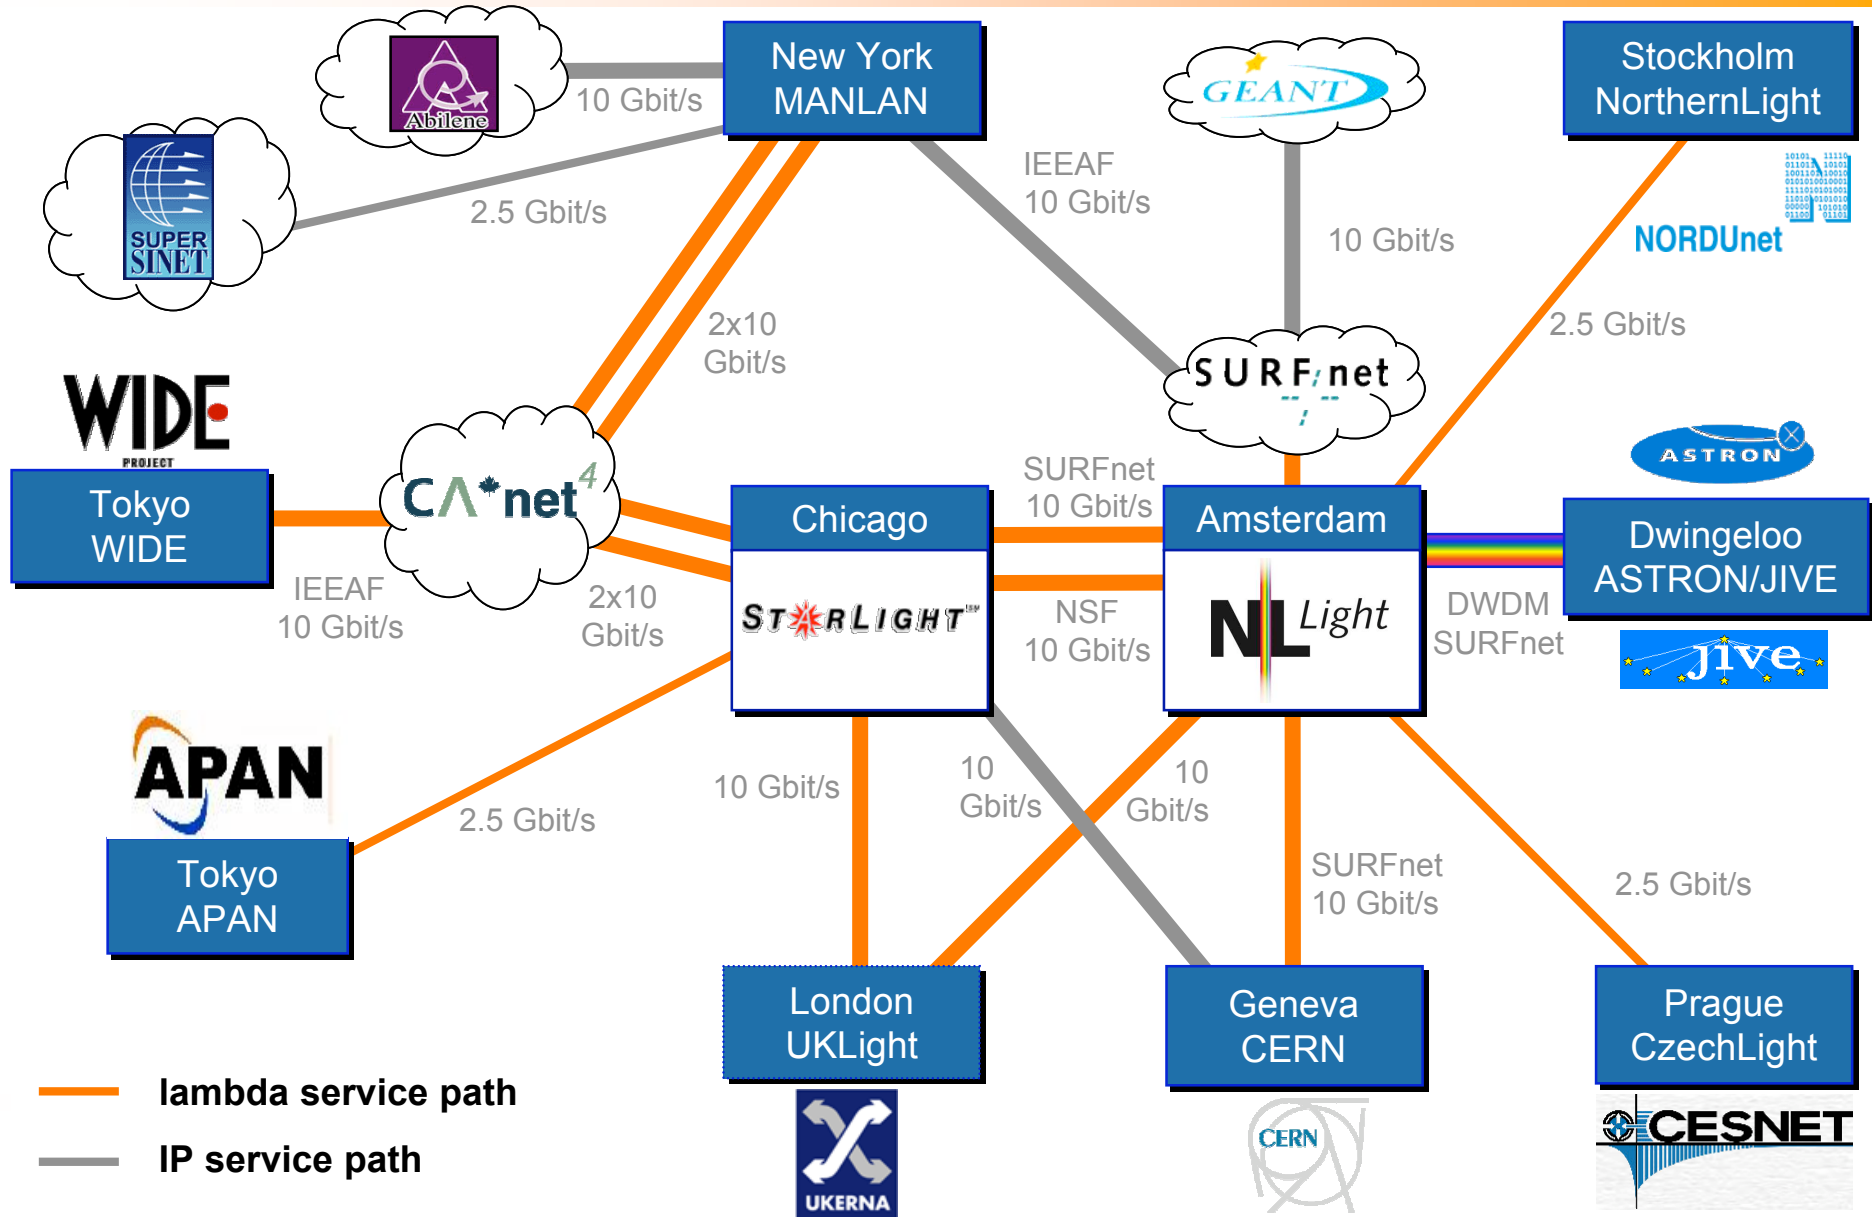 Abilene
10 Gbit/s
New York
MANLAN
GEANT
Stockholm
NorthernLight
SUPER
SINET
2.5 Gbit/s
IEEAF
10 Gbit/s
10 Gbit/s
NORDUnet
2x10
Gbit/s
2.5 Gbit/s
SURFnet
WIDE
PROJECT
Tokyo
WIDE
IEEAF
10 Gbit/s
CA*net 4
2x10
Gbit/s
Chicago
STARLIGHT
SURFnet
10 Gbit/s
NSF
10 Gbit/s
Amsterdam
NL Light
ASTRON
Dwingeloo
ASTRON/JIVE
DWDM
SURFnet
jive
APAN
Tokyo
APAN
2.5 Gbit/s
10 Gbit/s
10
Gbit/s
10
Gbit/s
SURFnet
10 Gbit/s
2.5 Gbit/s
London
UKLight
UKERNA
Geneva
CERN
CERN
Prague
CzechLight
CESNET
lambda service path
IP service path